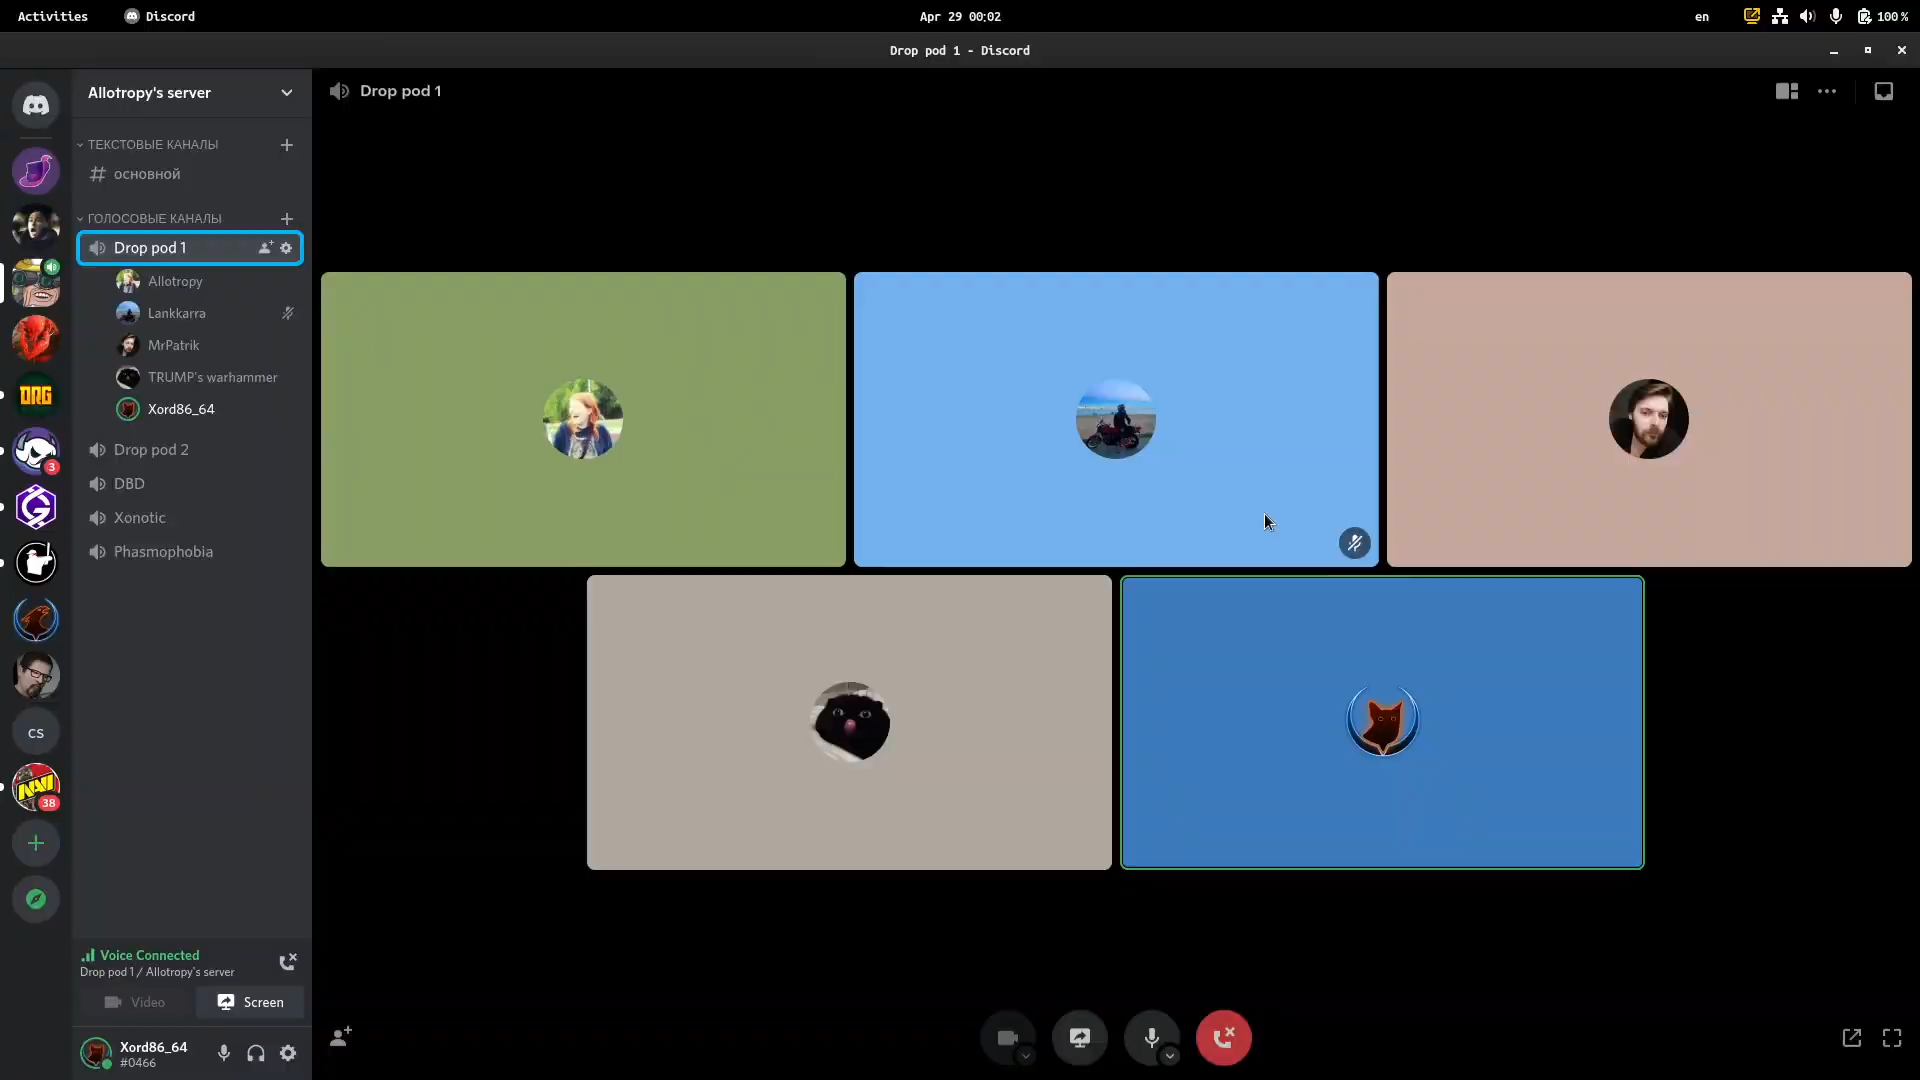 Activities
Discord
Apr 29 00:02
en
100 %
Drop pod 1 - Discord
Allotropy's server
Drop pod 1
ТЕКСТОВЫЕ КАНАЛЫ
основной
ГОЛОСОВЫЕ КАНАЛЫ
Drop pod 1
Allotropy
Lankkarra
MrPatrik
TRUMP's warhammer
Xord86_64
Drop pod 2
DBD
Xonotic
Phasmophobia
DRG
3
CS
NAVI
38
Voice Connected
Drop pod 1 / Allotropy's server
Video
Screen
Xord86_64
#0466